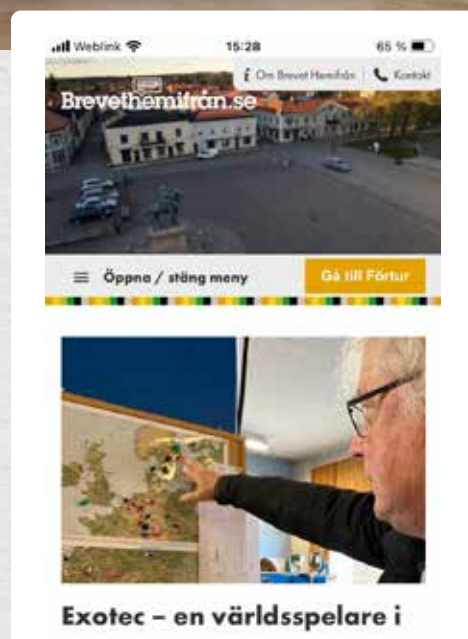 Weblink 15:28 65 %
i Om Brevet Hemifrån Kontakt
Brevethemifrån.se
Öppna / stäng meny Gå till Förtur
Exotec – en världsspelare i